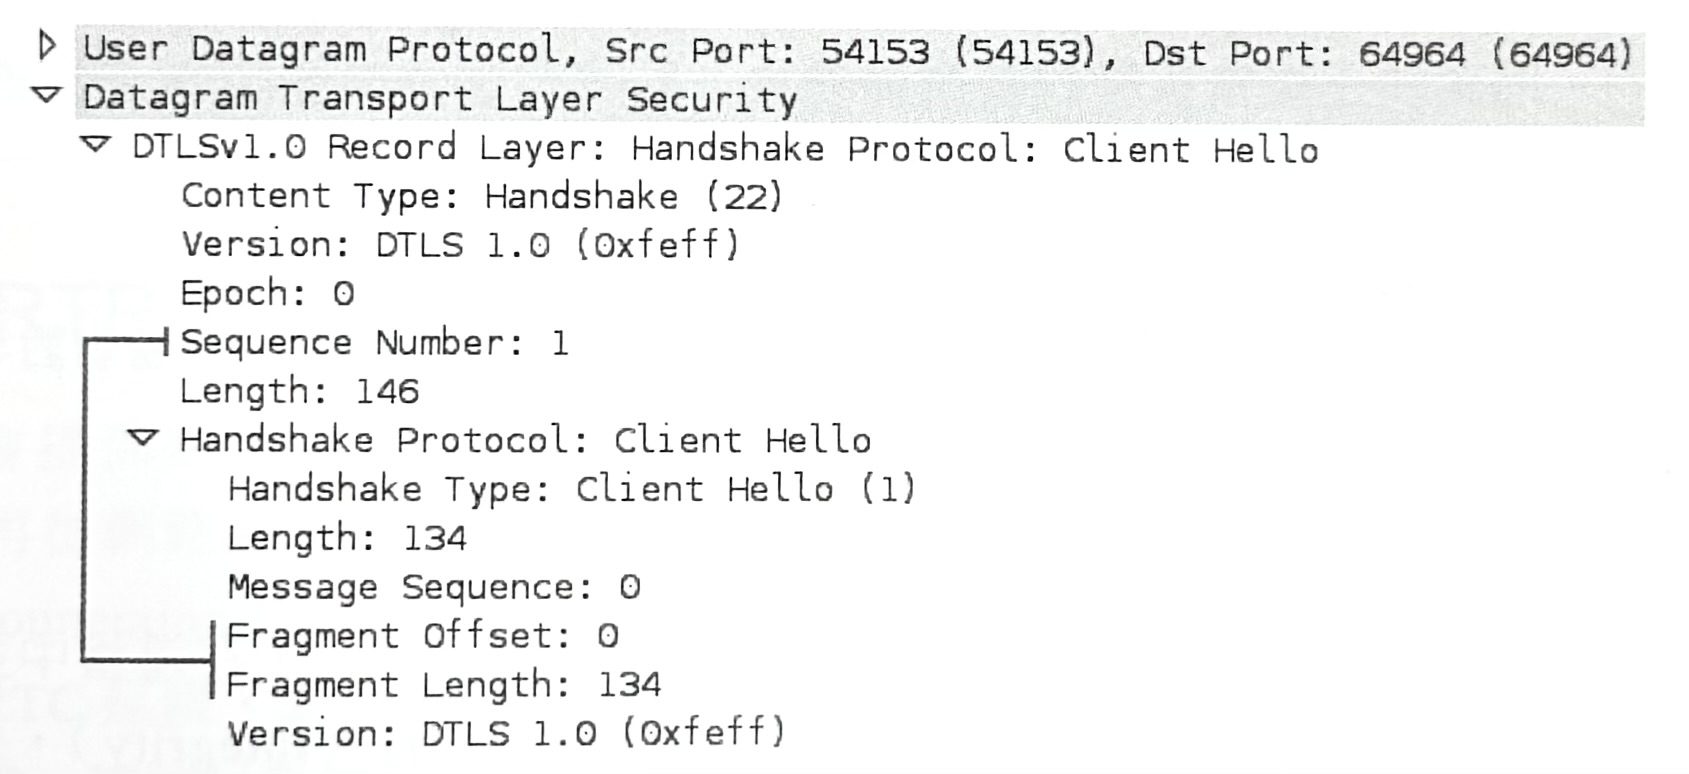 User Datagram Protocol, Src Port: 54153 (54153), Dst Port: 64964 (64964)
Datagram Transport Layer Security
DTLSv1.0 Record Layer: Handshake Protocol: Client Hello
Content Type: Handshake (22)
Version: DTLS 1.0 (0xfeff)
Epoch: 0
Sequence Number: 1
Length: 146
Handshake Protocol: Client Hello
Handshake Type: Client Hello (1)
Length: 134
Message Sequence: 0
Fragment Offset: 0
Fragment Length: 134
Version: DTLS 1.0 (0xfeff)